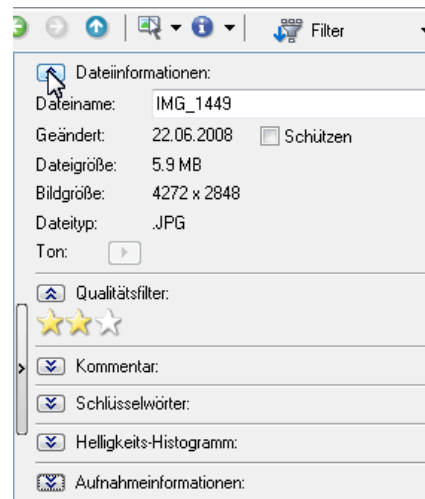 Filter
Dateiinformationen:
Dateiname: IMG_1449
Geändert: 22.06.2008 Schützen
Dateigröße: 5.9 MB
Bildgröße: 4272 x 2848
Dateityp: .JPG
Ton:
Qualitätsfilter:
Kommentar:
Schlüsselwörter:
Helligkeits-Histogramm:
Aufnahmeinformationen: